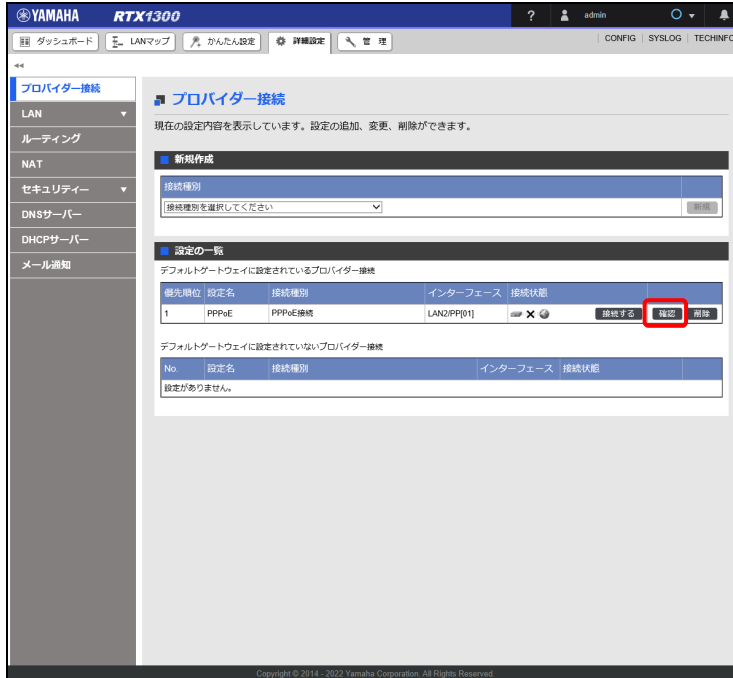 YAMAHA RTX1300 ? admin
ダッシュボード LANマップ かんたん設定 詳細設定 管 理 CONFIG SYSLOG TECHINFO
プロバイダー接続
LAN
ルーティング
NAT
セキュリティー
DNSサーバー
DHCPサーバー
メール通知
プロバイダー接続
現在の設定内容を表示しています。設定の追加、変更、削除ができます。
新規作成
接続種別
接続種別を選択してください 新規
設定の一覧
デフォルトゲートウェイに設定されているプロバイダー接続
優先順位 設定名 接続種別 インターフェース 接続状態
1 PPPoE PPPoE接続 LAN2/PP[01] 接続する 確認 削除
デフォルトゲートウェイに設定されていないプロバイダー接続
No. 設定名 接続種別 インターフェース 接続状態
設定がありません。
Copyright © 2014 - 2022 Yamaha Corporation. All Rights Reserved.